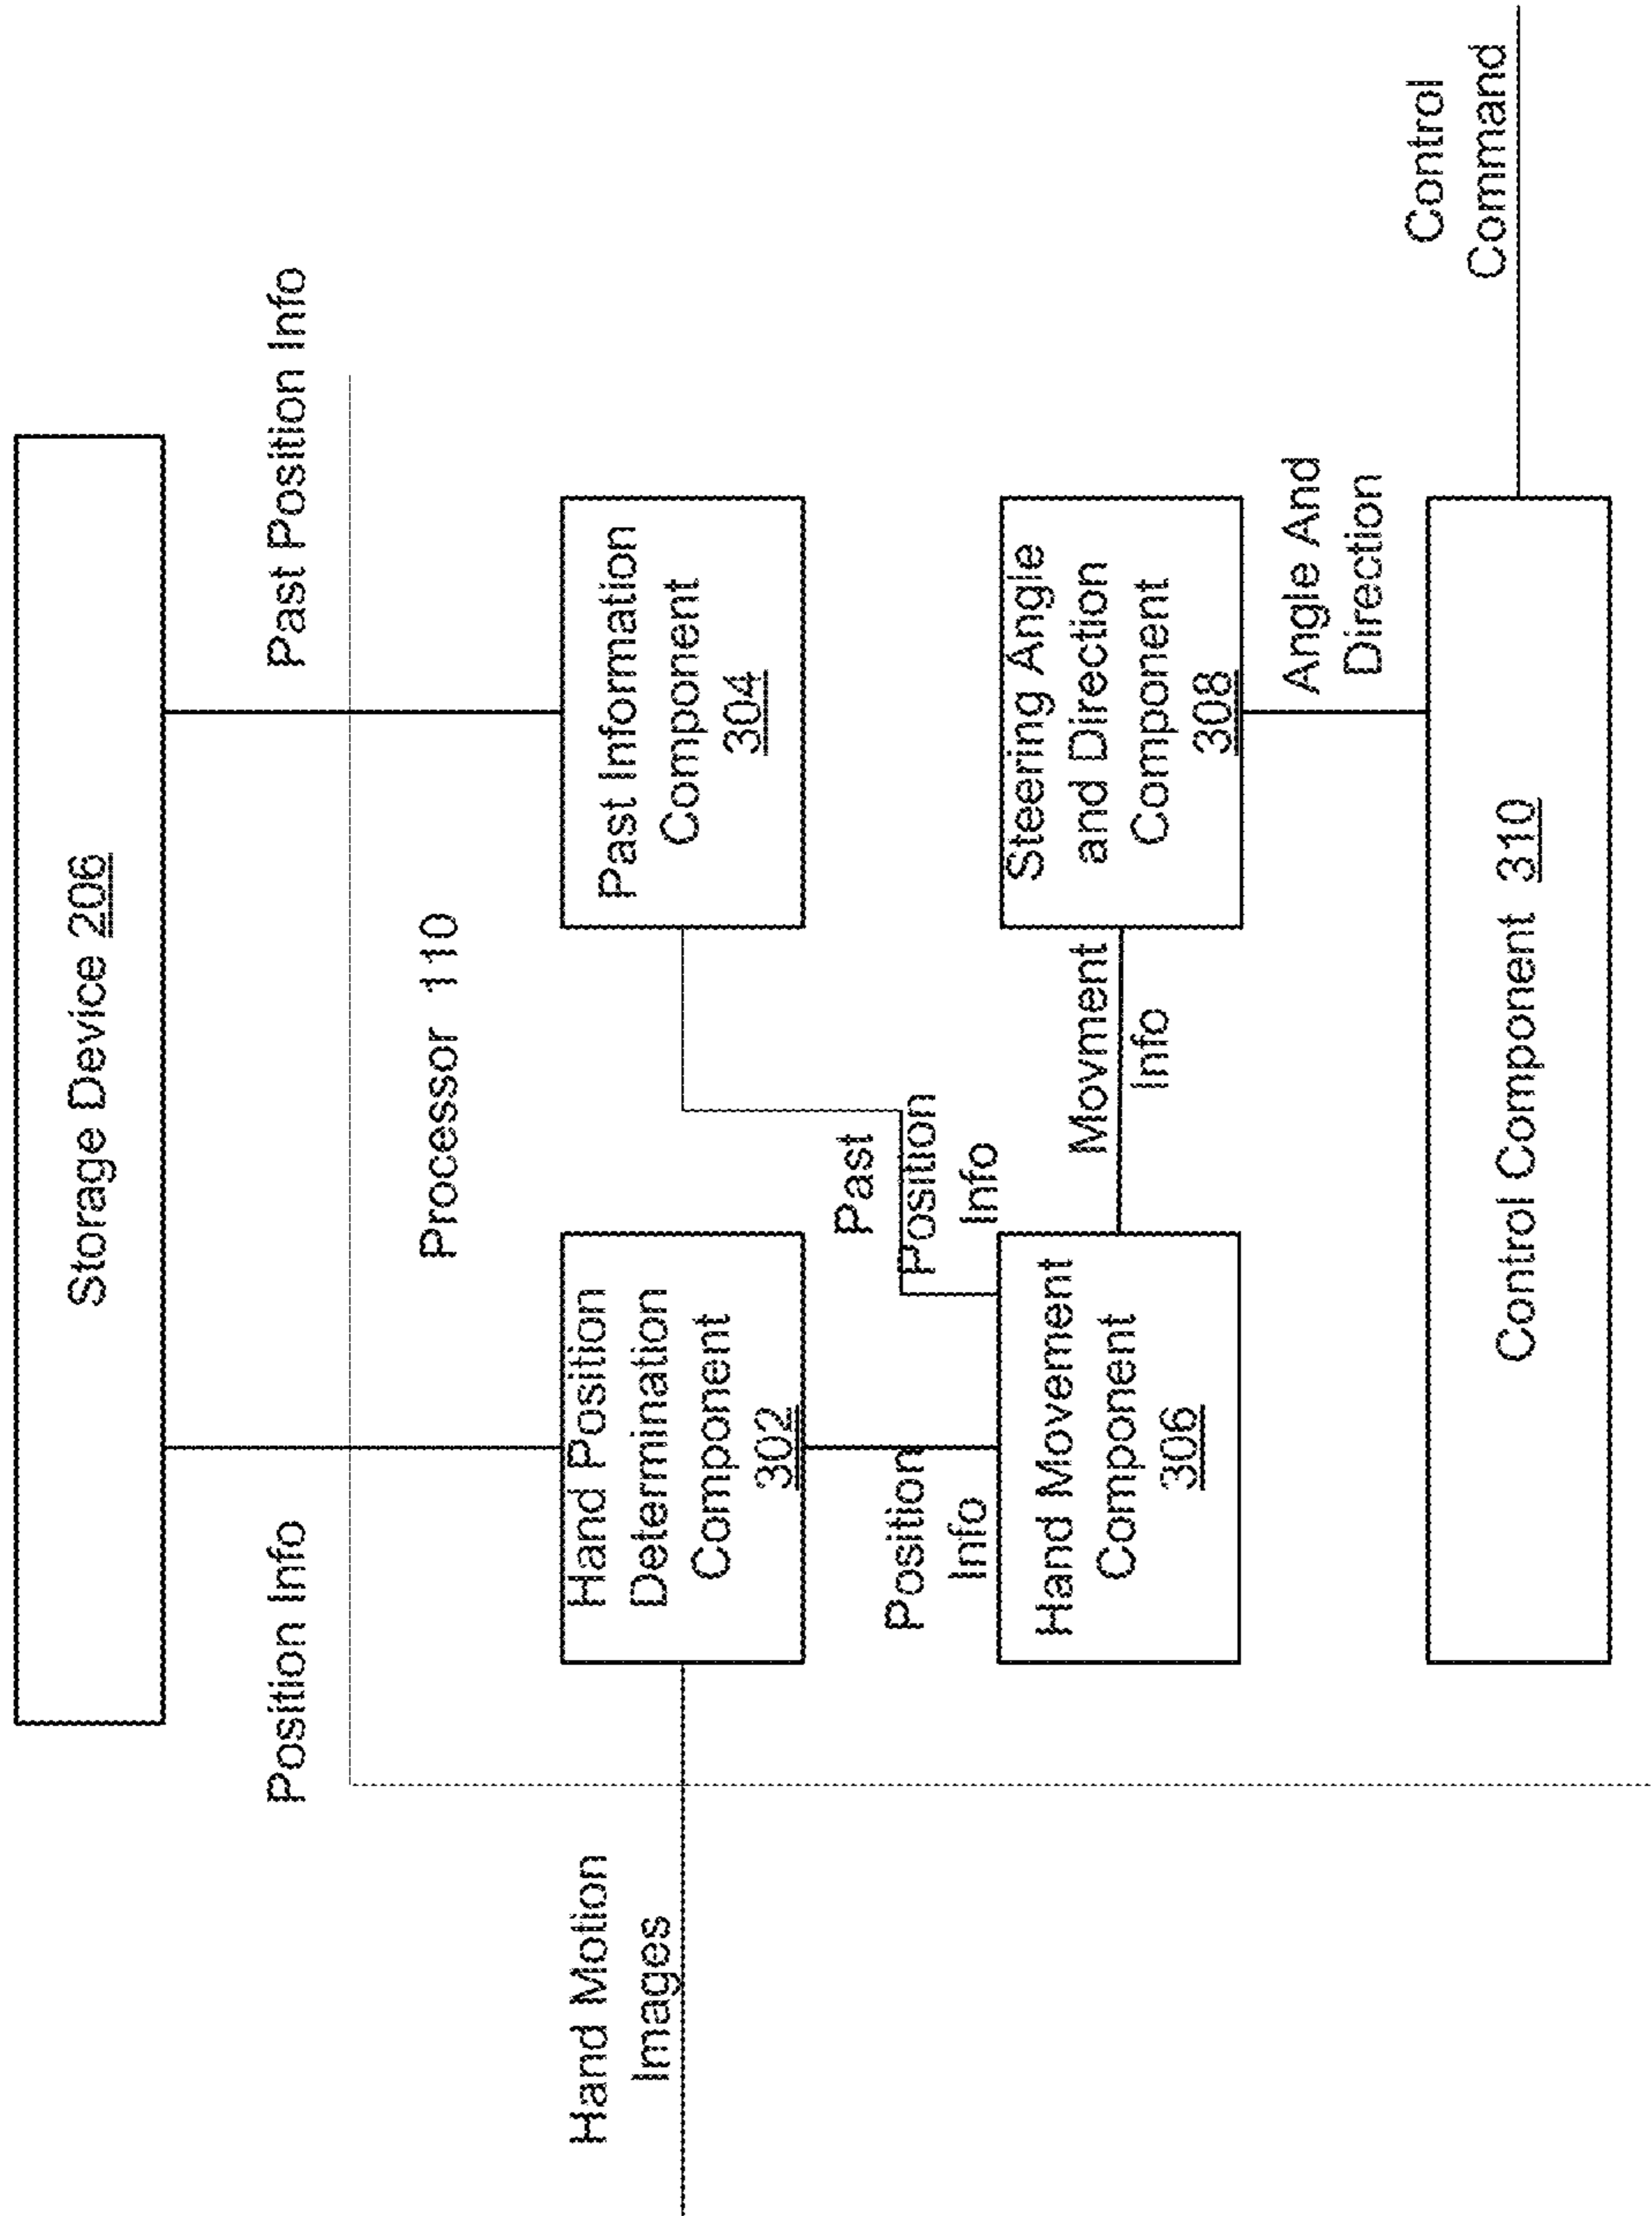 Storage Device 206
Position Info
Past Position Info
Processor 110
Hand Motion
Images
Hand Position
Determination
Component
302
Past Information
Component
304
Position
Info
Past
Position
Info
Hand Movement
Component
306
Movment
Info
Steering Angle
and Direction
Component
308
Angle And
Direction
Control Component 310
Control
Command